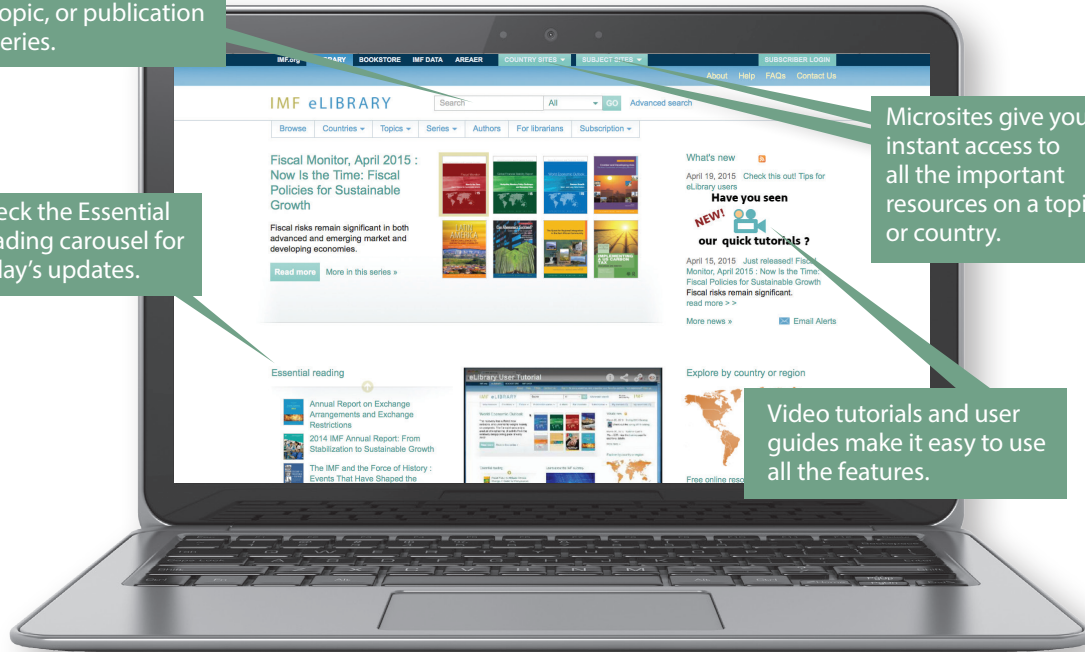 opic, or publication
eries.
IMF.org LIBRARY BOOKSTORE IMF DATA AREAER COUNTRY SITES SUBJECT SITES SUBSCRIBER LOGIN
About Help FAQs Contact Us
IMF eLIBRARY
Search All GO Advanced search
Browse Countries Topics Series Authors For librarians Subscription
Fiscal Monitor, April 2015 :
Now Is the Time: Fiscal
Policies for Sustainable
Growth
Fiscal risks remain significant in both
advanced and emerging market and
developing economies.
Read more More in this series »
What's new
April 19, 2015 Check this out! Tips for
eLibrary users
Have you seen
NEW!
our quick tutorials ?
April 15, 2015 Just released! Fiscal
Monitor, April 2015 : Now Is the Time:
Fiscal Policies for Sustainable Growth
Fiscal risks remain significant.
read more > >
More news » Email Alerts
Microsites give you
instant access to
all the important
resources on a topi
or country.
eck the Essential
ading carousel for
day's updates.
Essential reading
Annual Report on Exchange
Arrangements and Exchange
Restrictions
2014 IMF Annual Report: From
Stabilization to Sustainable Growth
The IMF and the Force of History :
Events That Have Shaped the
eLibrary User Tutorial
IMF eLIBRARY
Explore by country or region
Free online reso
Video tutorials and user
guides make it easy to use
all the features.